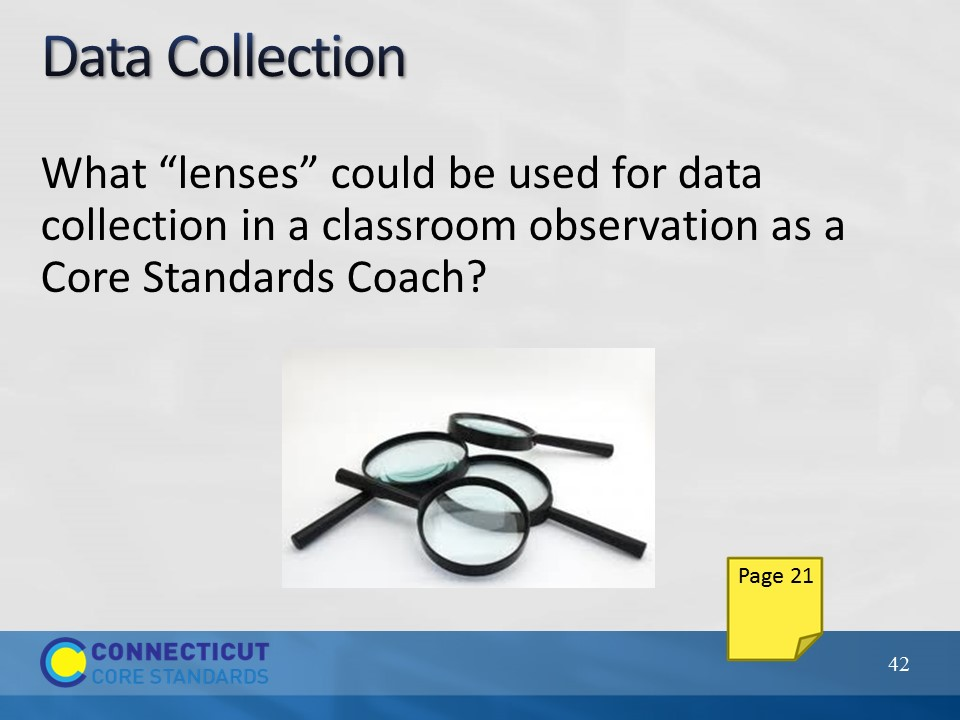 Data Collection
What “lenses” could be used for data
collection in a classroom observation as a
Core Standards Coach?
Page 21
CONNECTICUT
CORE STANDARDS
42